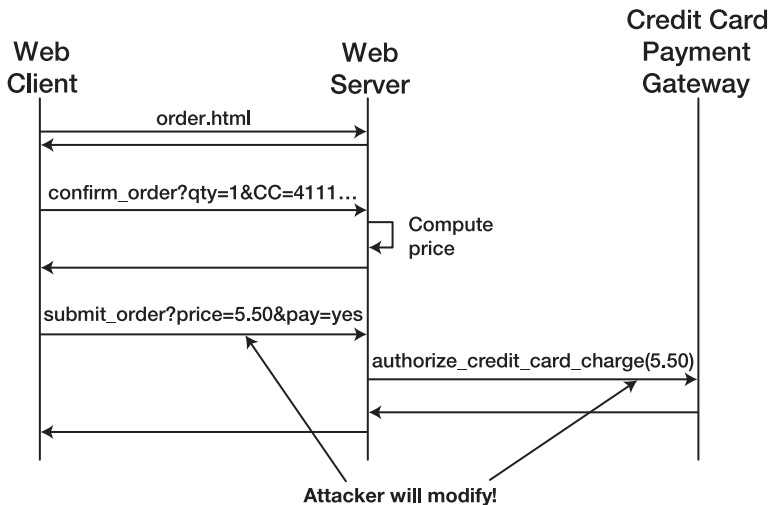 Web
Client
Web
Server
Credit Card
Payment
Gateway
order.html
confirm_order?qty=1&CC=4111…
Compute
price
submit_order?price=5.50&pay=yes
authorize_credit_card_charge(5.50)
Attacker will modify!